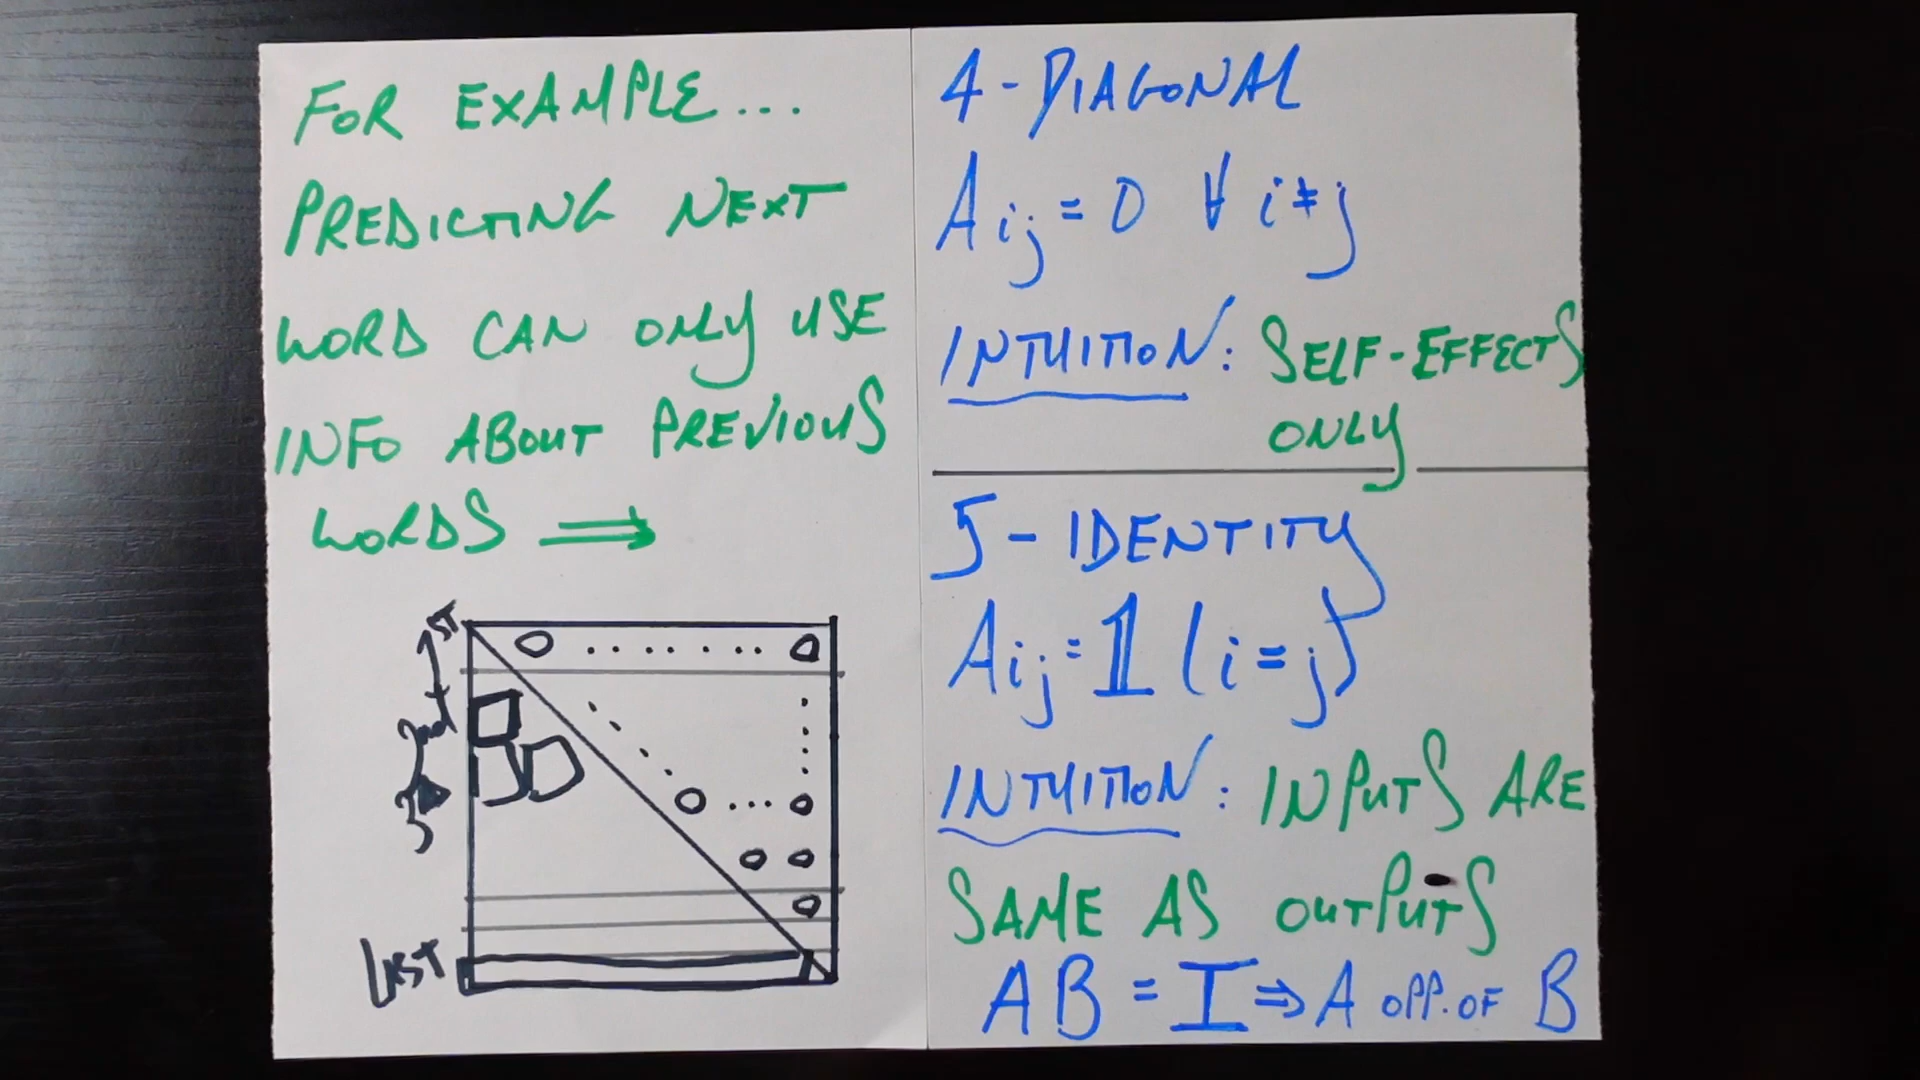 FOR EXAMPLE...
PREDICTING NEXT
WORD CAN ONLY USE
INFO ABOUT PREVIOUS
WORDS ⟹
1ST
O ....... O
2nd
3
O ... O
O O
O
LAST
4 - DIAGONAL
Aij = 0 ∀ i ≠ j
INTUITION: SELF-EFFECTS
ONLY
5 - IDENTITY
Aij = 𝟙 (i = j)
INTUITION: INPUTS ARE
SAME AS OUTPUTS
AB = I ⇒ A OPP. OF B